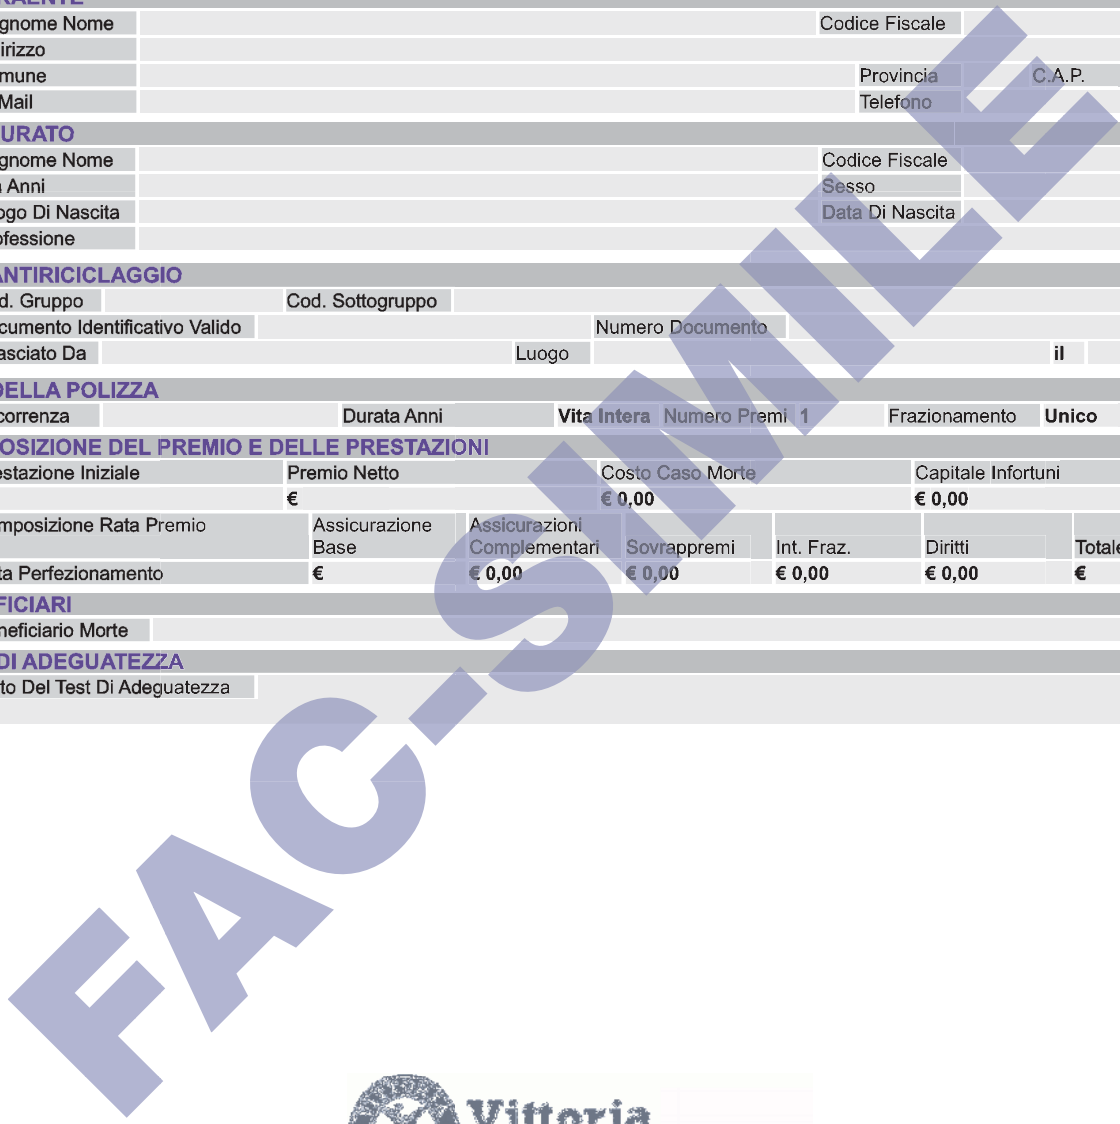 RAENTE
gnome Nome Codice Fiscale
irizzo
mune Provincia C.A.P.
Mail Telefono
URATO
gnome Nome Codice Fiscale
a Anni Sesso
ogo Di Nascita Data Di Nascita
ofessione
ANTIRICICLAGGIO
d. Gruppo Cod. Sottogruppo
cumento Identificativo Valido Numero Documento
asciato Da Luogo il
DELLA POLIZZA
correnza Durata Anni Vita Intera Numero Premi 1 Frazionamento Unico
OSIZIONE DEL PREMIO E DELLE PRESTAZIONI
estazione Iniziale Premio Netto Costo Caso Morte Capitale Infortuni
€ € 0,00 € 0,00
mposizione Rata Premio Assicurazione Assicurazioni
Base Complementari Sovrappremi Int. Fraz. Diritti Totale
ta Perfezionamento € € 0,00 € 0,00 € 0,00 € 0,00 €
FICIARI
neficiario Morte
DI ADEGUATEZZA
to Del Test Di Adeguatezza
FAC-SIMILE
Vittoria